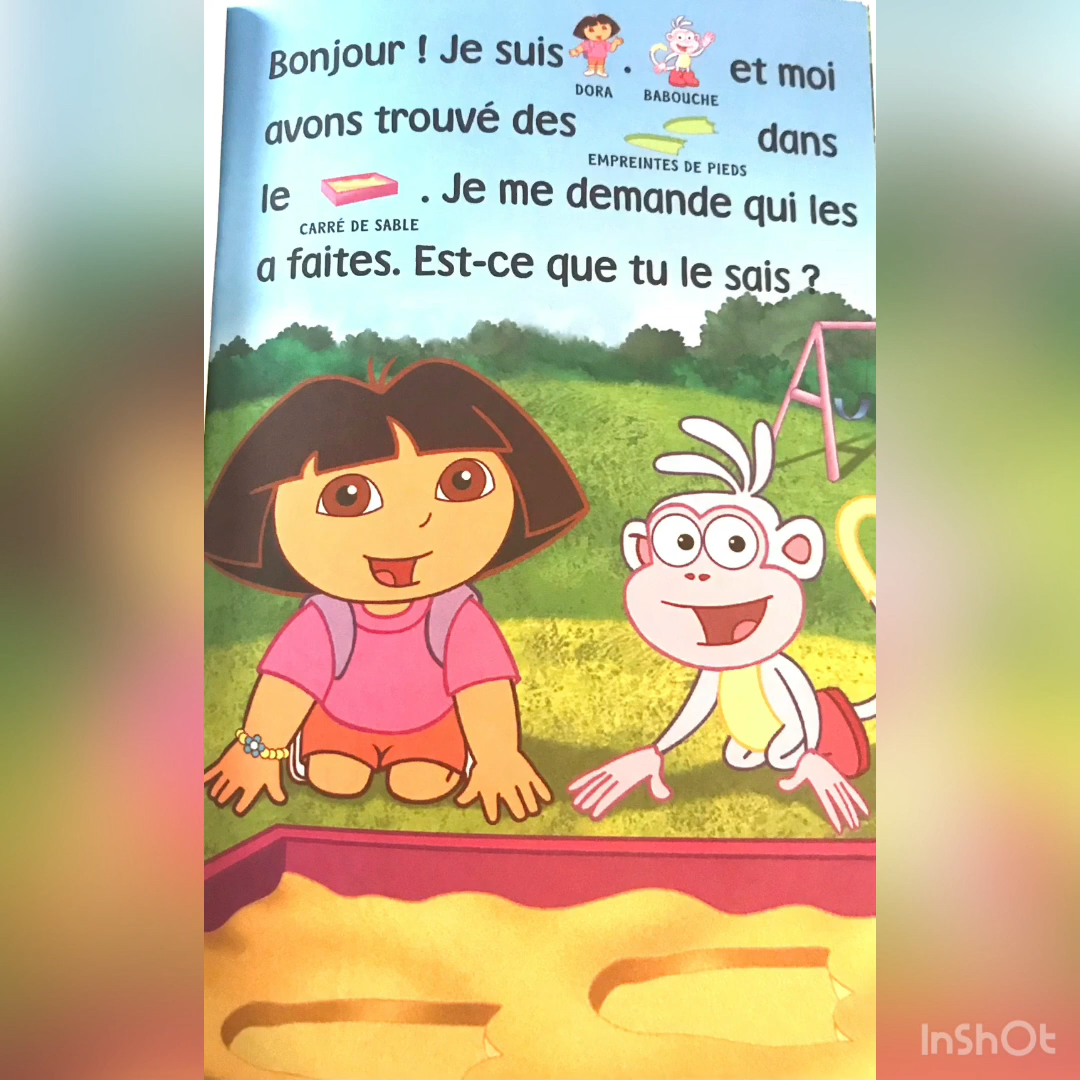 Bonjour ! Je suis . et moi
DORA BABOUCHE
avons trouvé des dans
EMPREINTES DE PIEDS
le . Je me demande qui les
CARRÉ DE SABLE
a faites. Est-ce que tu le sais ?
InShOt